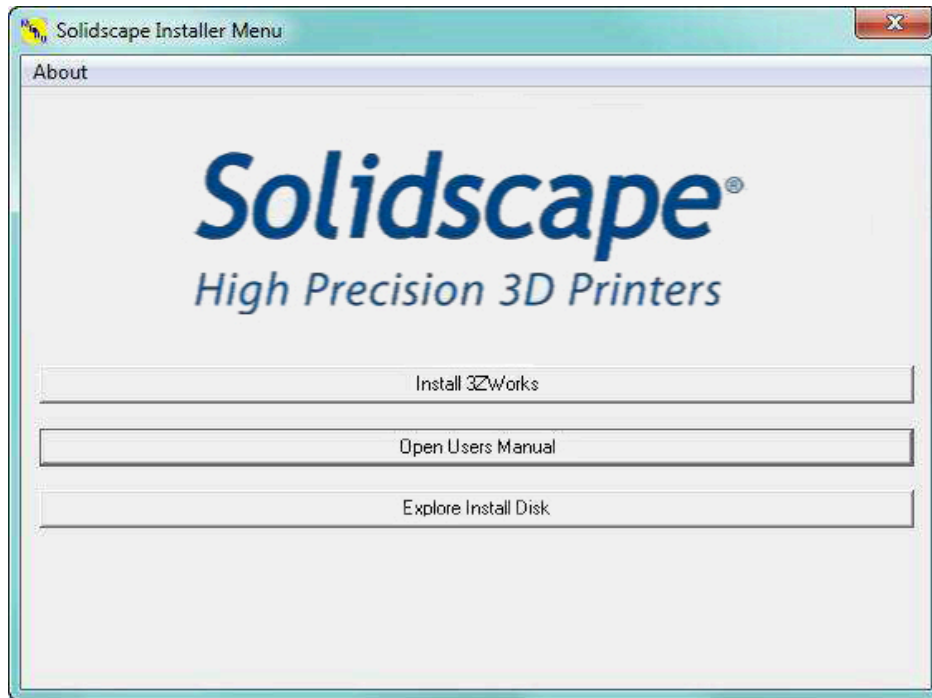 Solidscape Installer Menu
About
Solidscape®
High Precision 3D Printers
Install 3ZWorks
Open Users Manual
Explore Install Disk